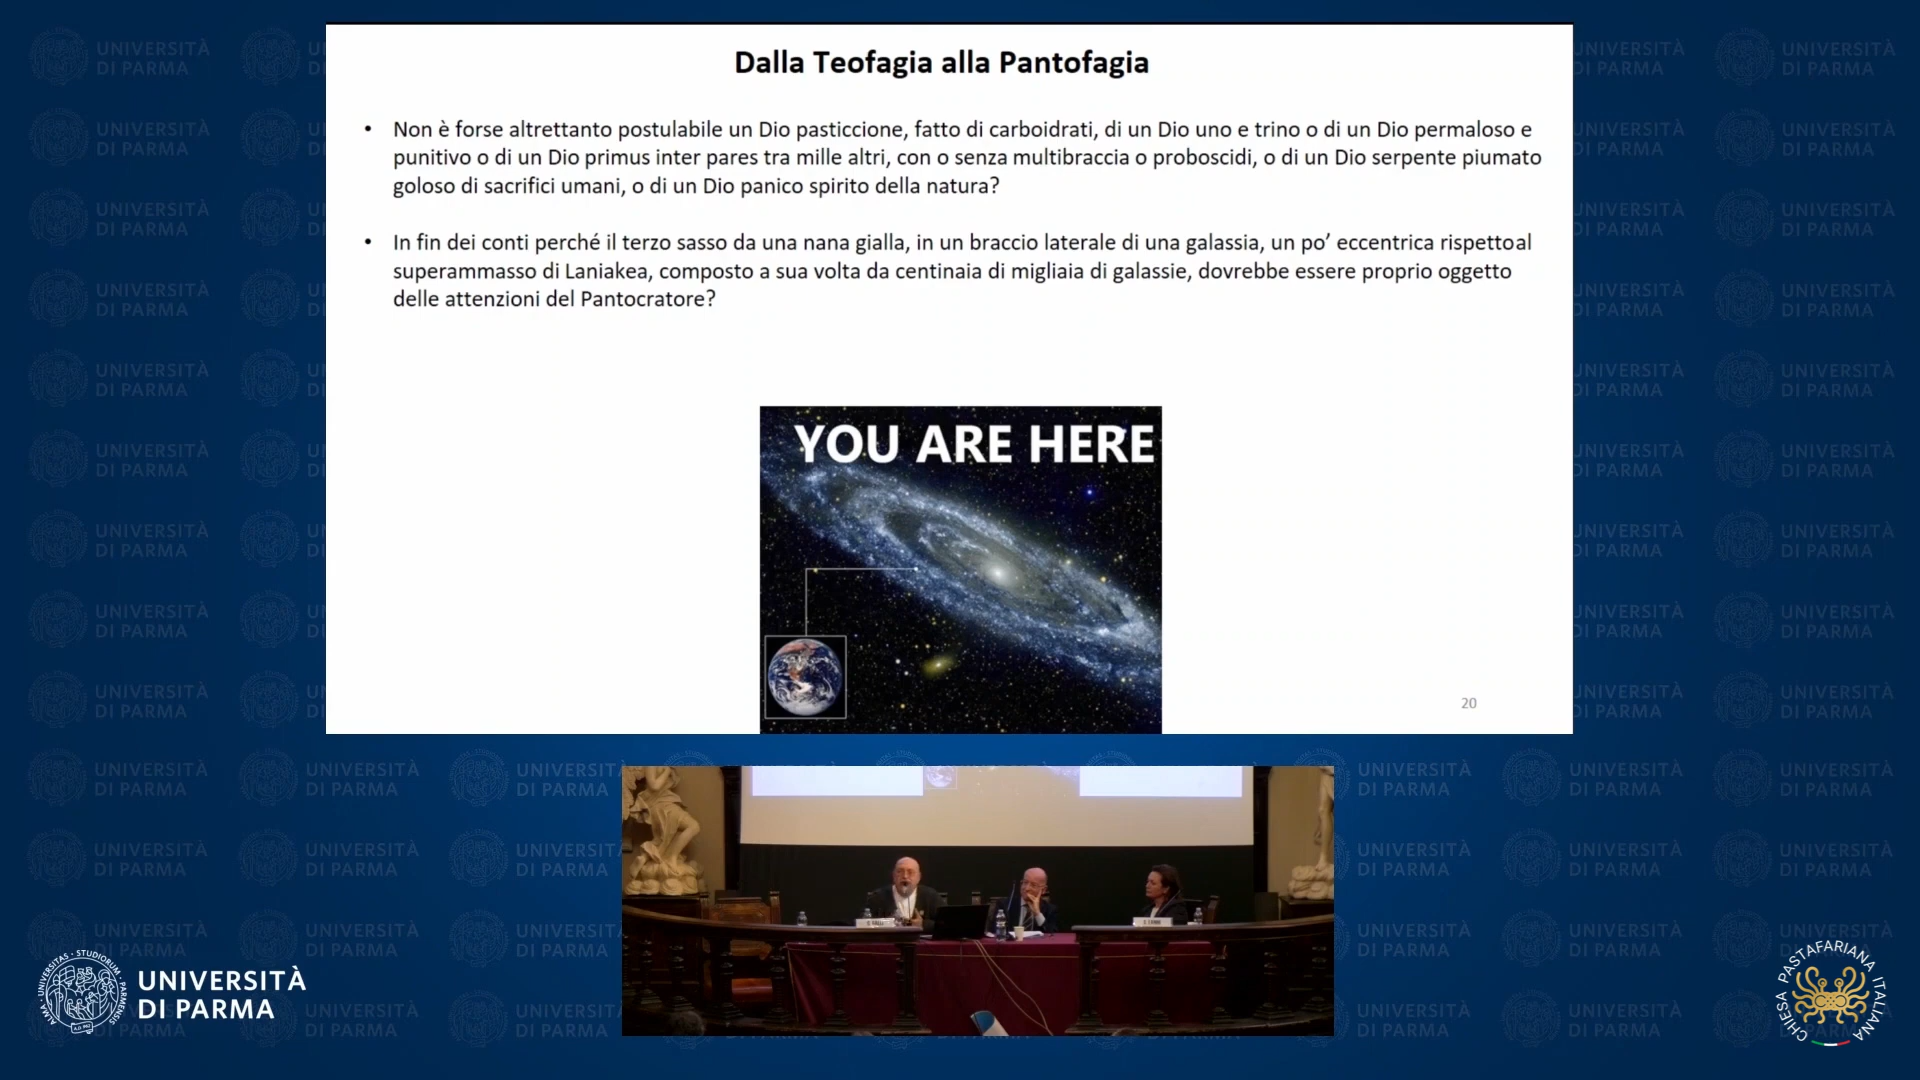 Dalla Teofagia alla Pantofagia
• Non è forse altrettanto postulabile un Dio pasticcione, fatto di carboidrati, di un Dio uno e trino o di un Dio permaloso e
punitivo o di un Dio primus inter pares tra mille altri, con o senza multibraccia o proboscidi, o di un Dio serpente piumato
goloso di sacrifici umani, o di un Dio panico spirito della natura?
• In fin dei conti perché il terzo sasso da una nana gialla, in un braccio laterale di una galassia, un po’ eccentrica rispetto al
superammasso di Laniakea, composto a sua volta da centinaia di migliaia di galassie, dovrebbe essere proprio oggetto
delle attenzioni del Pantocratore?
YOU ARE HERE
20
UNIVERSITÀ
DI PARMA
CHIESA PASTAFARIANA ITALIANA